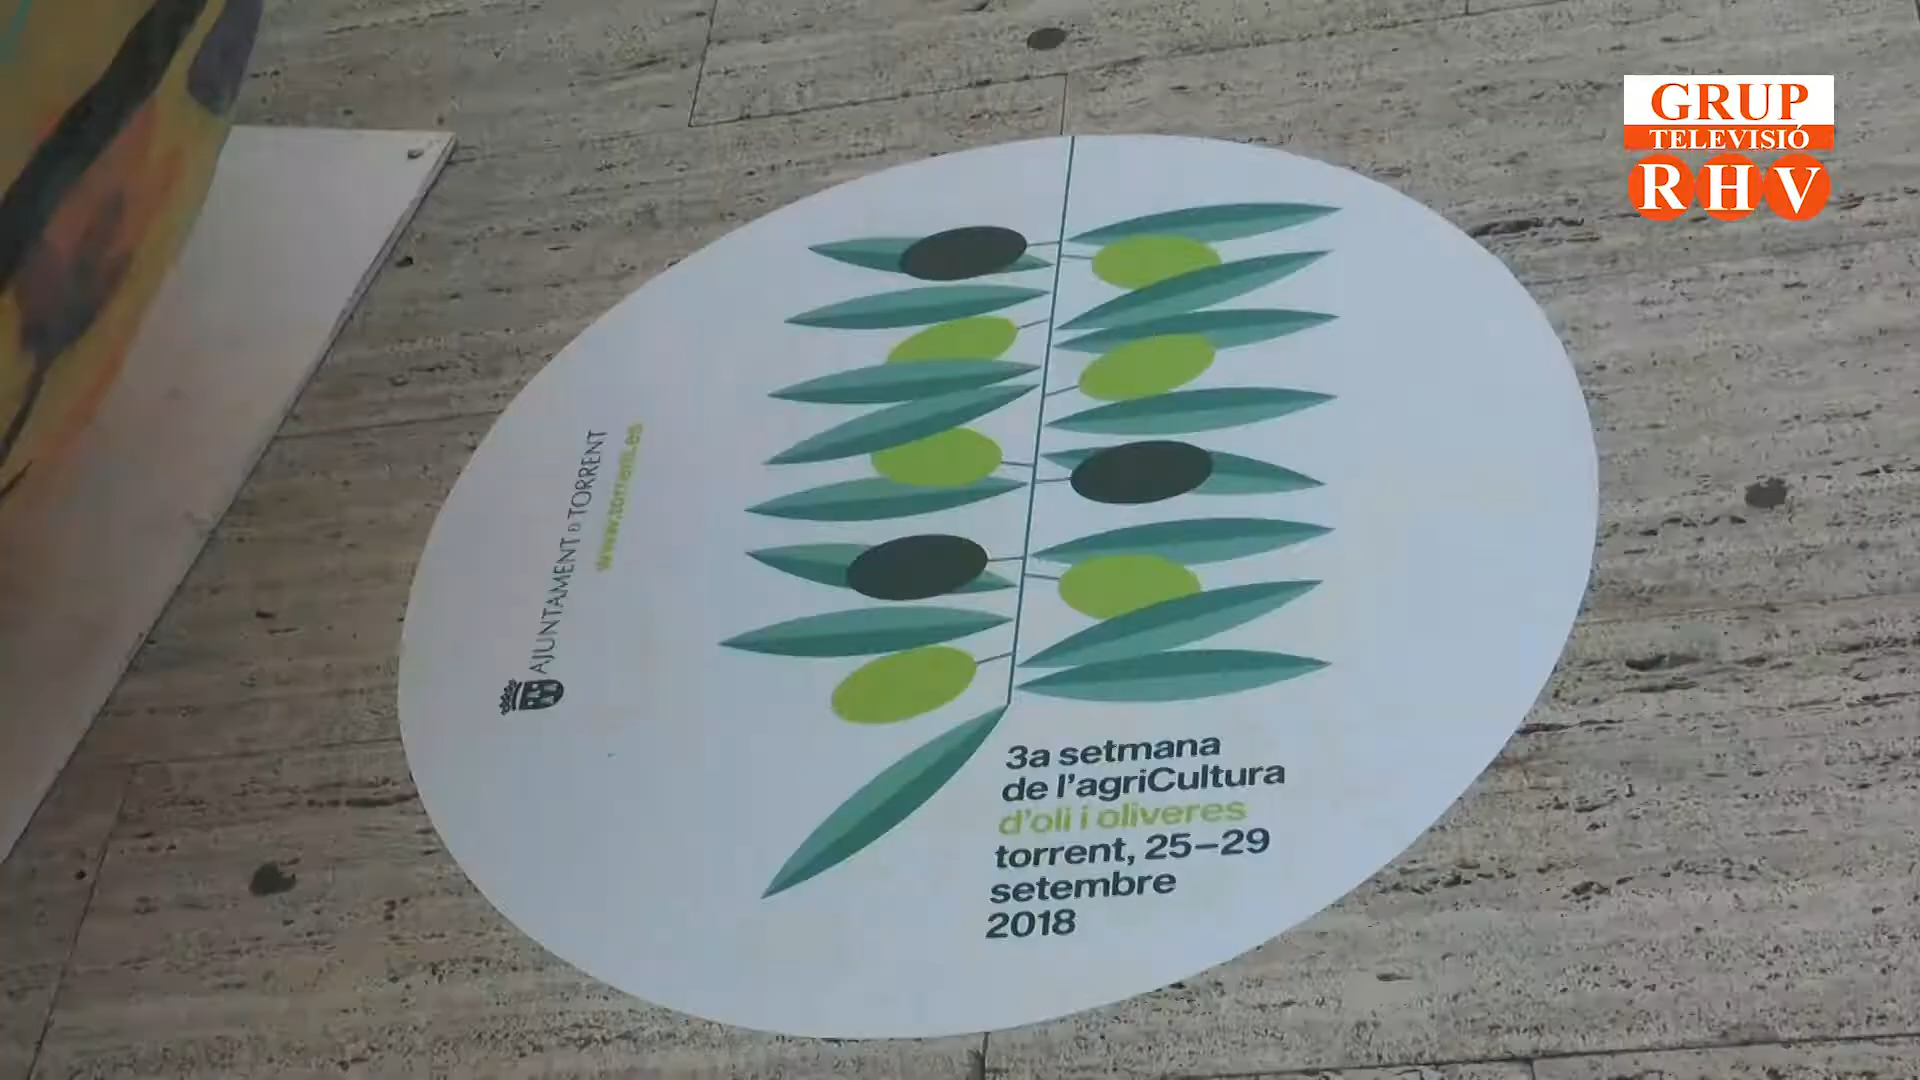 GRUP
TELEVISIÓ
RHV
AJUNTAMENT D TORRENT
www.torrent.es
3a setmana
de l'agriCultura
d'oli i oliveres
torrent, 25–29
setembre
2018